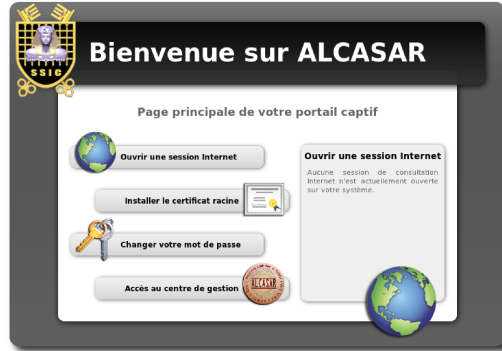 SSIC
Bienvenue sur ALCASAR
Page principale de votre portail captif
Ouvrir une session Internet
Installer le certificat racine
Changer votre mot de passe
Accès au centre de gestion
ALCASAR
Ouvrir une session Internet
Aucune session de consultation
Internet n'est actuellement ouverte
sur votre système.